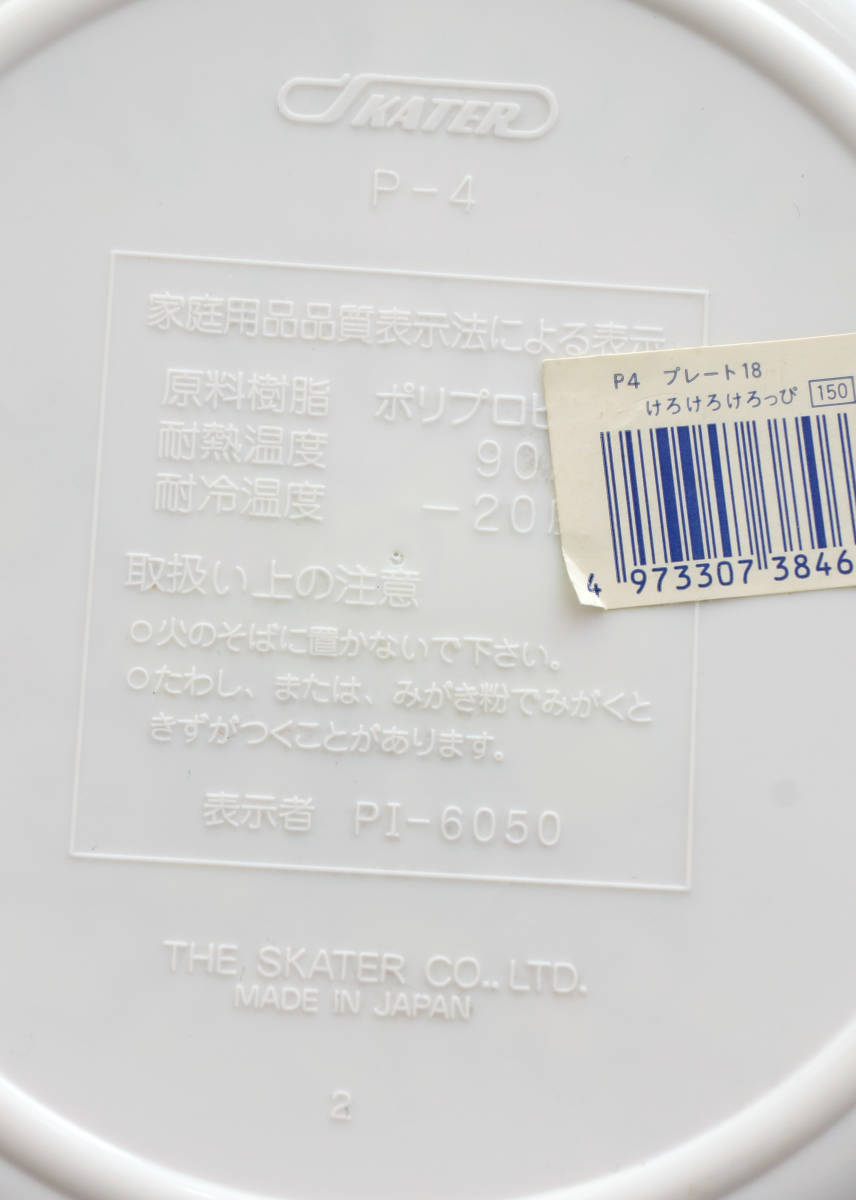 SKATER
P-4
家庭用品品質表示法による表示
原料樹脂 ポリプロピ
耐熱温度 90
耐冷温度 -20
取扱い上の注意
○火のそばに置かないで下さい。
○たわし、または、みがき粉でみがくと
きずがつくことがあります。
表示者 PI-6050
THE SKATER CO., LTD.
MADE IN JAPAN
2
P4 プレート18
けろけろけろっぴ 150
4 973307 3846